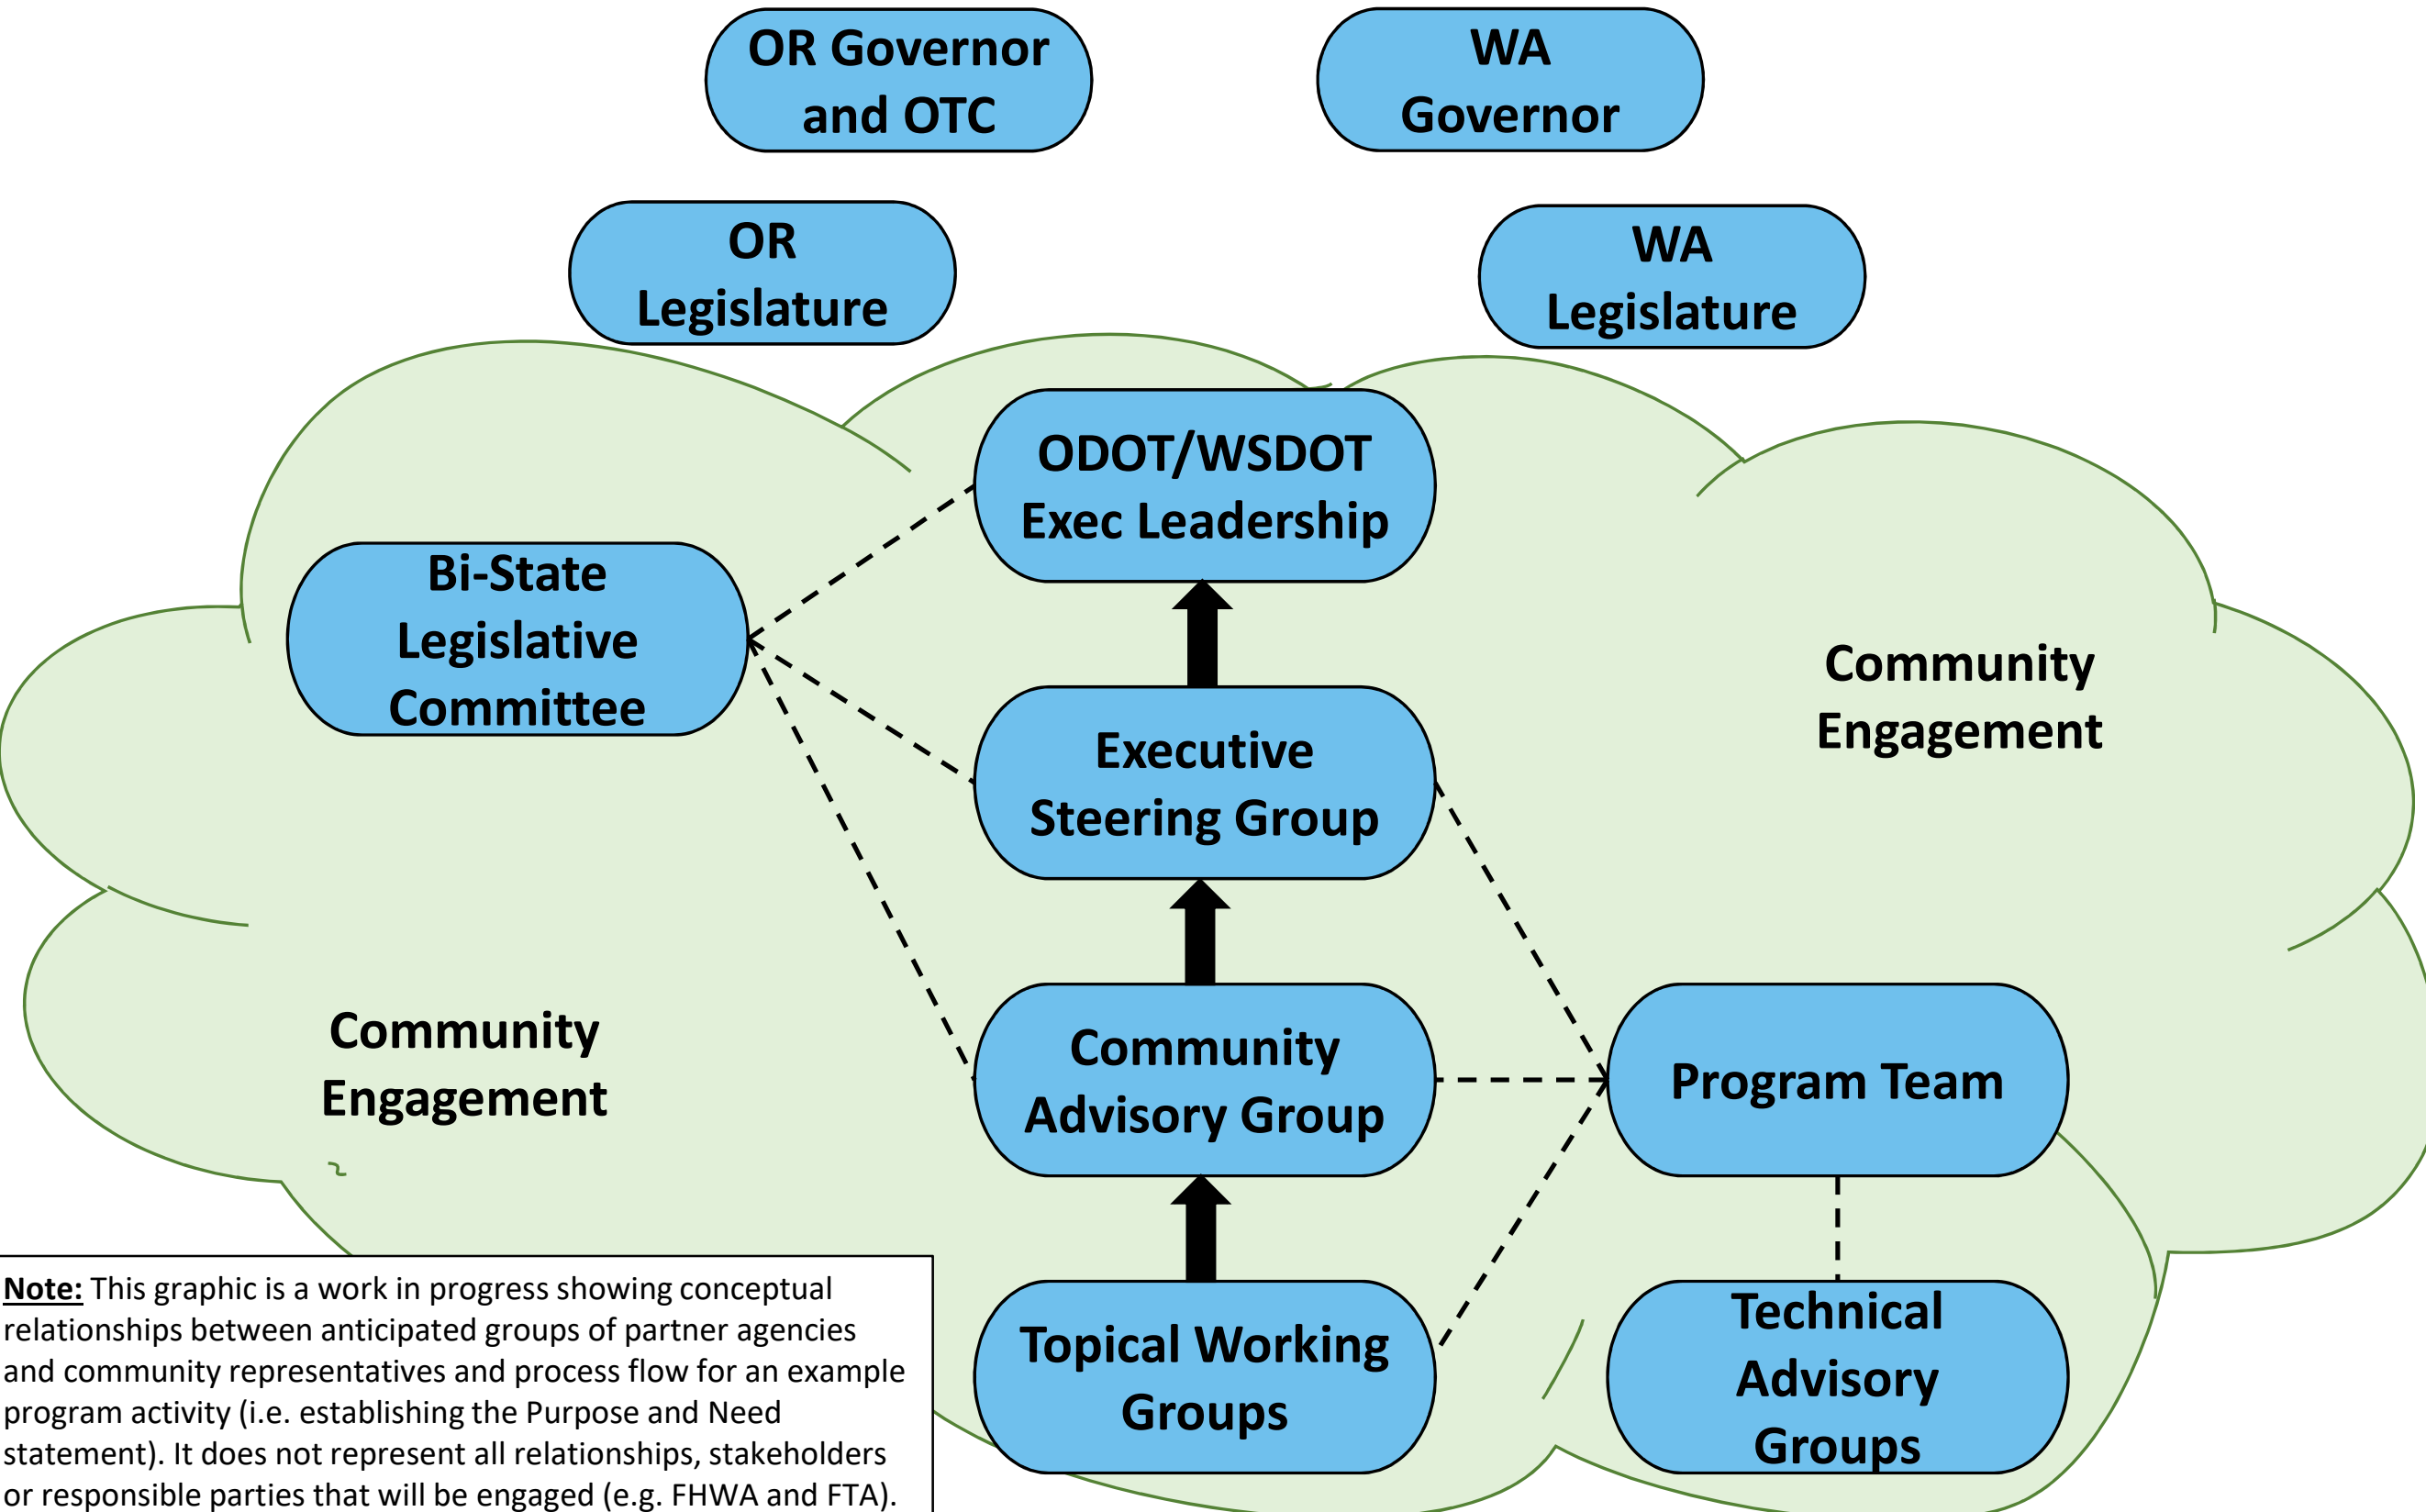 OR Governor
and OTC
WA
Governor
OR
Legislature
WA
Legislature
ODOT/WSDOT
Exec Leadership
Bi-State
Legislative
Committee
Community
Engagement
Executive
Steering Group
Community
Engagement
Community
Advisory Group
Program Team
Topical Working
Groups
Technical
Advisory
Groups
Note: This graphic is a work in progress showing conceptual
relationships between anticipated groups of partner agencies
and community representatives and process flow for an example
program activity (i.e. establishing the Purpose and Need
statement). It does not represent all relationships, stakeholders
or responsible parties that will be engaged (e.g. FHWA and FTA).